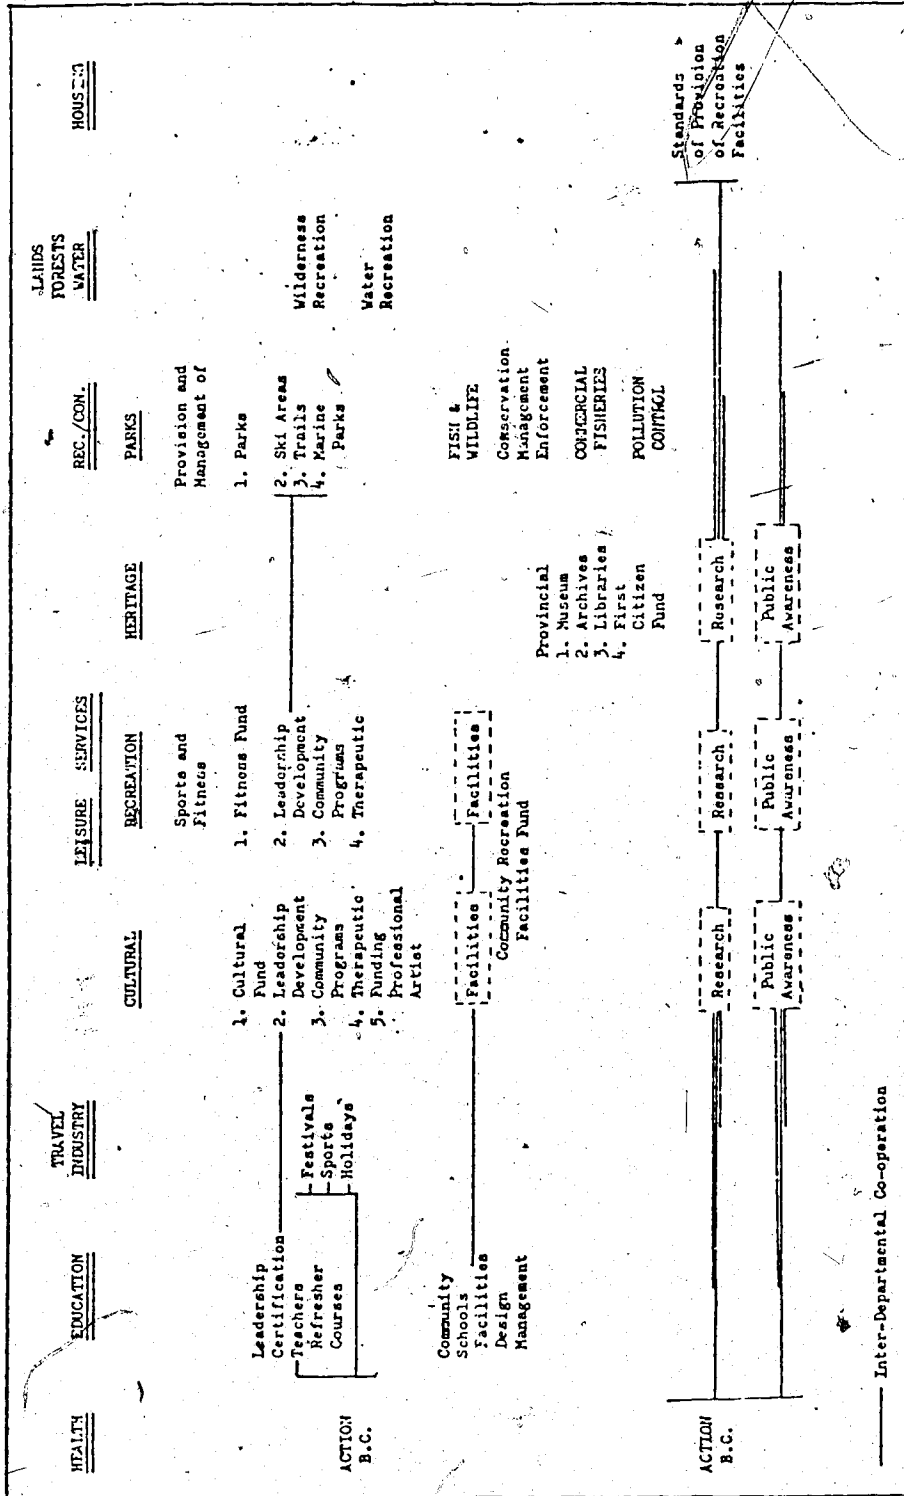 HEALTH
EDUCATION
TRAVEL
INDUSTRY
LEISURE SERVICES
REC./CON.
LANDS
FORESTS
WATER
HOUSING
CULTURAL
RECREATION
HERITAGE
PARKS
ACTION
B.C.
Leadership
Certification
Teachers
Refresher
Courses
Festivals
Sports
Holidays
1. Cultural
Fund
2. Leadership
Development
3. Community
Programs
4. Therapeutic
5. Funding
Professional
Artist
Sports and
Fitness
1. Fitness Fund
2. Leadership
Development
3. Community
Programs
4. Therapeutic
Provision and
Management of
1. Parks
2. Ski Areas
3. Trails
4. Marine
Parks
Wilderness
Recreation
Water
Recreation
Community
Schools
Facilities
Design
Management
Facilities
Facilities
Community Recreation
Facilities Fund
Provincial
1. Museum
2. Archives
3. Libraries
4. First
Citizen
Fund
FISH &
WILDLIFE
Conservation
Management
Enforcement
COMMERCIAL
FISHERIES
POLLUTION
CONTROL
ACTION
B.C.
Research
Research
Research
Standards
of Provision
of Recreation
Facilities
Public
Awareness
Public
Awareness
Public
Awareness
Inter-Departmental Co-operation